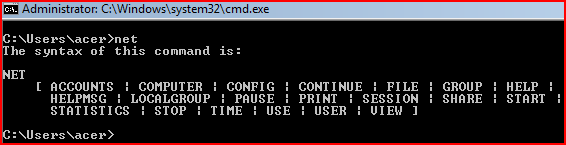 Administrator: C:\Windows\system32\cmd.exe
C:\Users\acer>net
The syntax of this command is:
NET
[ ACCOUNTS ¦ COMPUTER ¦ CONFIG ¦ CONTINUE ¦ FILE ¦ GROUP ¦ HELP ¦
HELPMSG ¦ LOCALGROUP ¦ PAUSE ¦ PRINT ¦ SESSION ¦ SHARE ¦ START ¦
STATISTICS ¦ STOP ¦ TIME ¦ USE ¦ USER ¦ VIEW ]
C:\Users\acer>